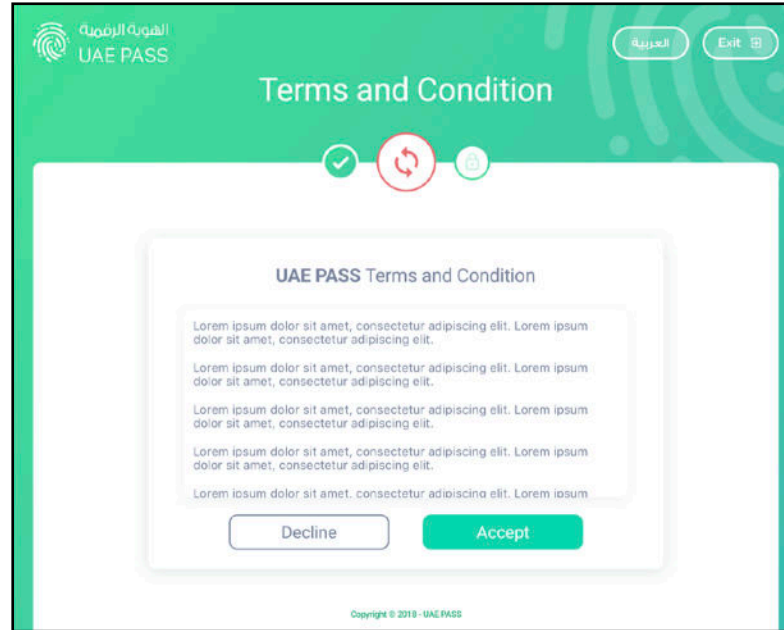 الهوية الرقمية
UAE PASS
العربية
Exit
Terms and Condition
UAE PASS Terms and Condition
Lorem ipsum dolor sit amet, consectetur adipiscing elit. Lorem ipsum
dolor sit amet, consectetur adipiscing elit.
Lorem ipsum dolor sit amet, consectetur adipiscing elit. Lorem ipsum
dolor sit amet, consectetur adipiscing elit.
Lorem ipsum dolor sit amet, consectetur adipiscing elit. Lorem ipsum
dolor sit amet, consectetur adipiscing elit.
Lorem ipsum dolor sit amet, consectetur adipiscing elit. Lorem ipsum
dolor sit amet, consectetur adipiscing elit.
Lorem ipsum dolor sit amet, consectetur adipiscing elit. Lorem ipsum
Decline
Accept
Copyright © 2018 - UAE PASS